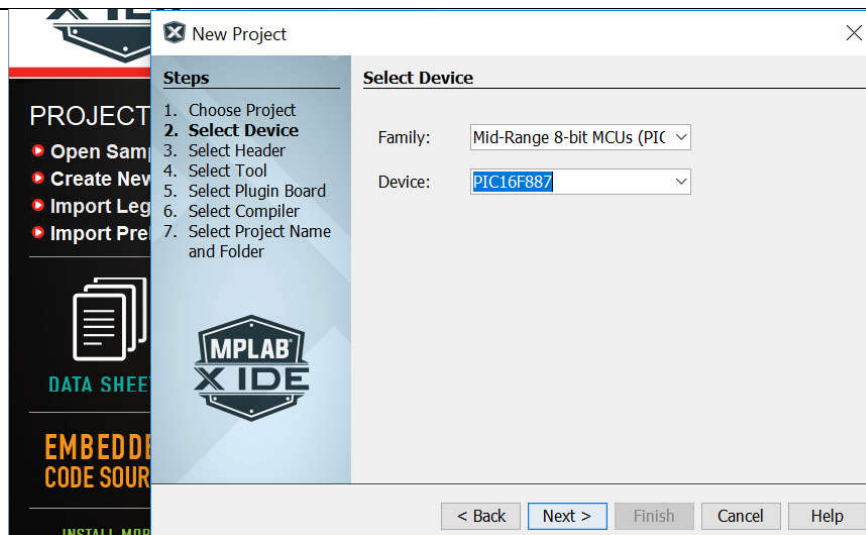 X IDE
PROJECT
Open Sam
Create New
Import Leg
Import Pre
DATA SHEE
EMBEDDE
CODE SOUR
INSTALL MOR
New Project
Steps
1. Choose Project
2. Select Device
3. Select Header
4. Select Tool
5. Select Plugin Board
6. Select Compiler
7. Select Project Name
and Folder
MPLAB
X IDE
Select Device
Family: Mid-Range 8-bit MCUs (PIC
Device: PIC16F887
< Back Next > Finish Cancel Help